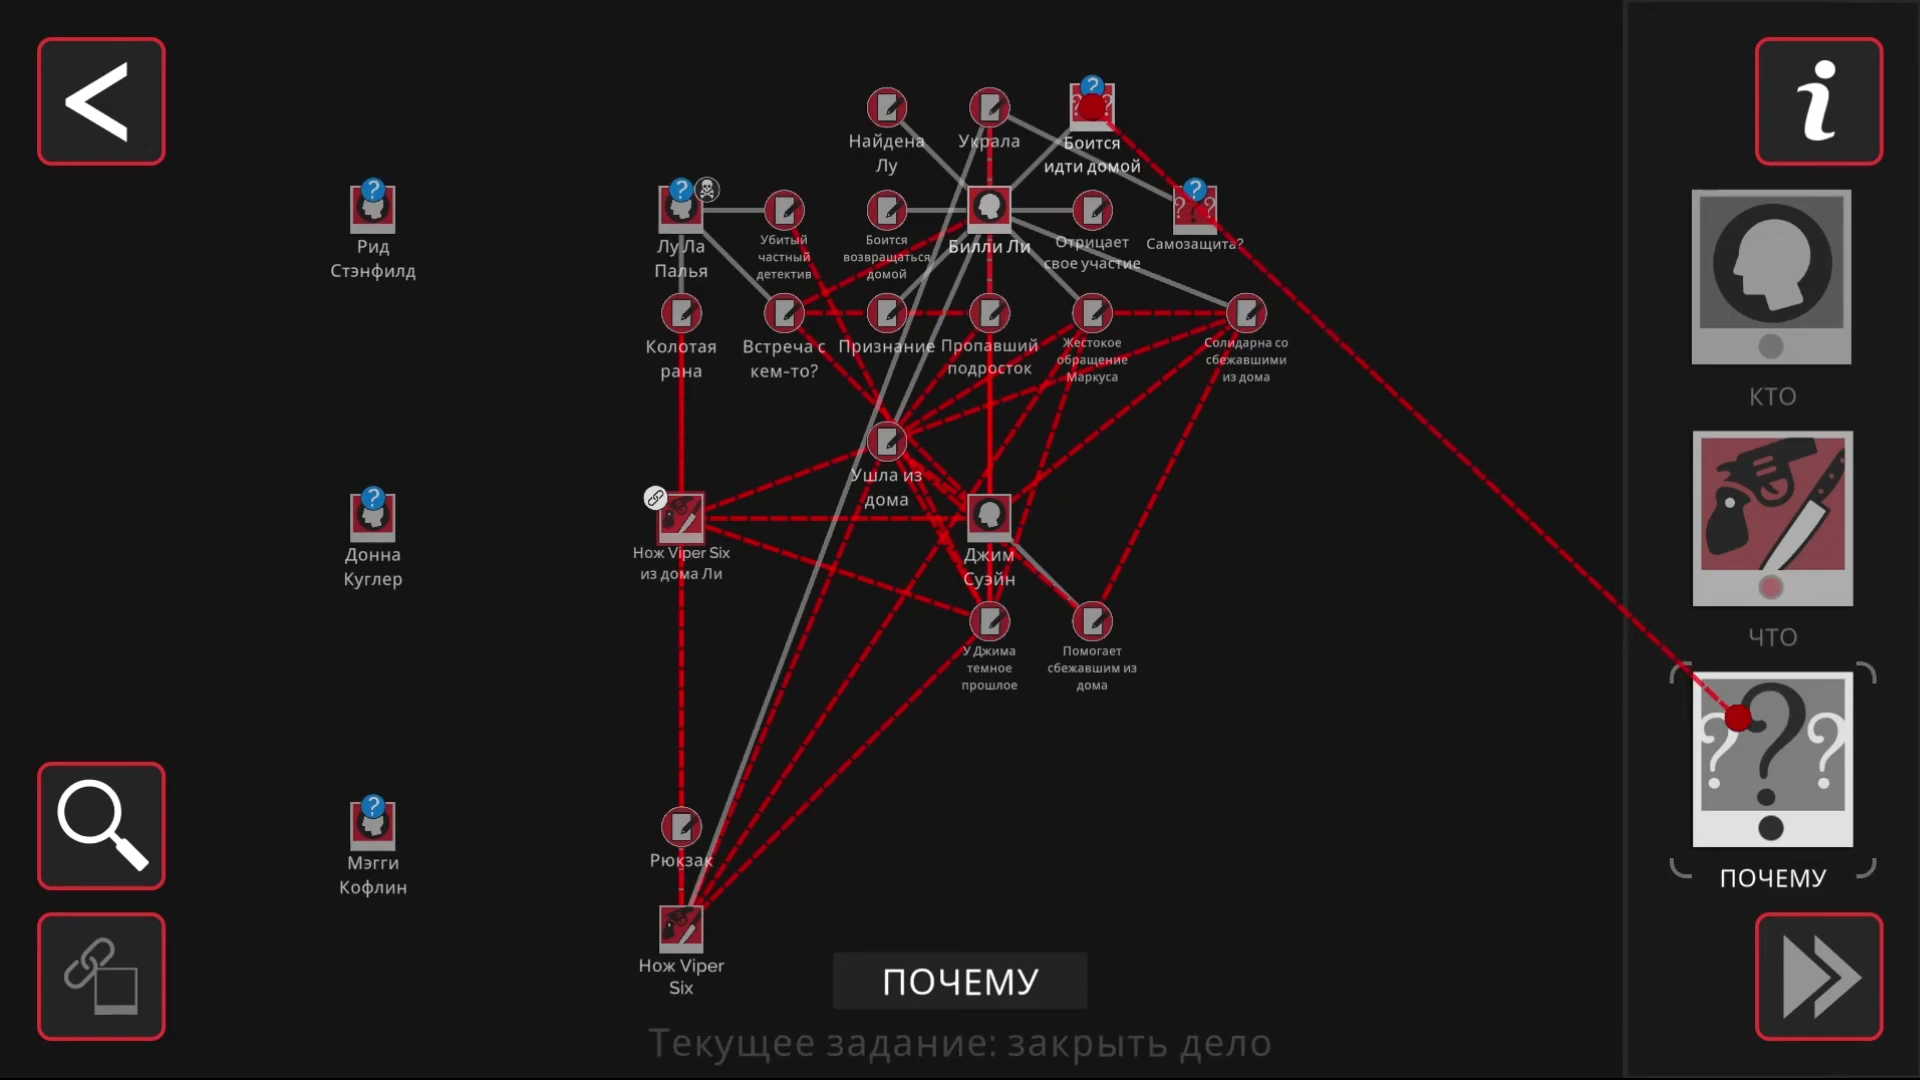 Найдена
Лу
Украла
Боится
идти домой
Рид
Стэнфилд
Лу Ла
Палья
Убитый
частный
детектив
Боится
возвращаться
домой
Билли Ли
Отрицает
свое участие
Самозащита?
Колотая
рана
Встреча с
кем-то?
Признание
Пропавший
подросток
Жестокое
обращение
Маркуса
Солидарна со
сбежавшими
из дома
КТО
Ушла из
дома
Донна
Куглер
Нож Viper Six
из дома Ли
Джим
Суэйн
ЧТО
У Джима
темное
прошлое
Помогает
сбежавшим из
дома
Мэгги
Кофлин
Рюкзак
ПОЧЕМУ
Нож Viper
Six
ПОЧЕМУ
Текущее задание: закрыть дело